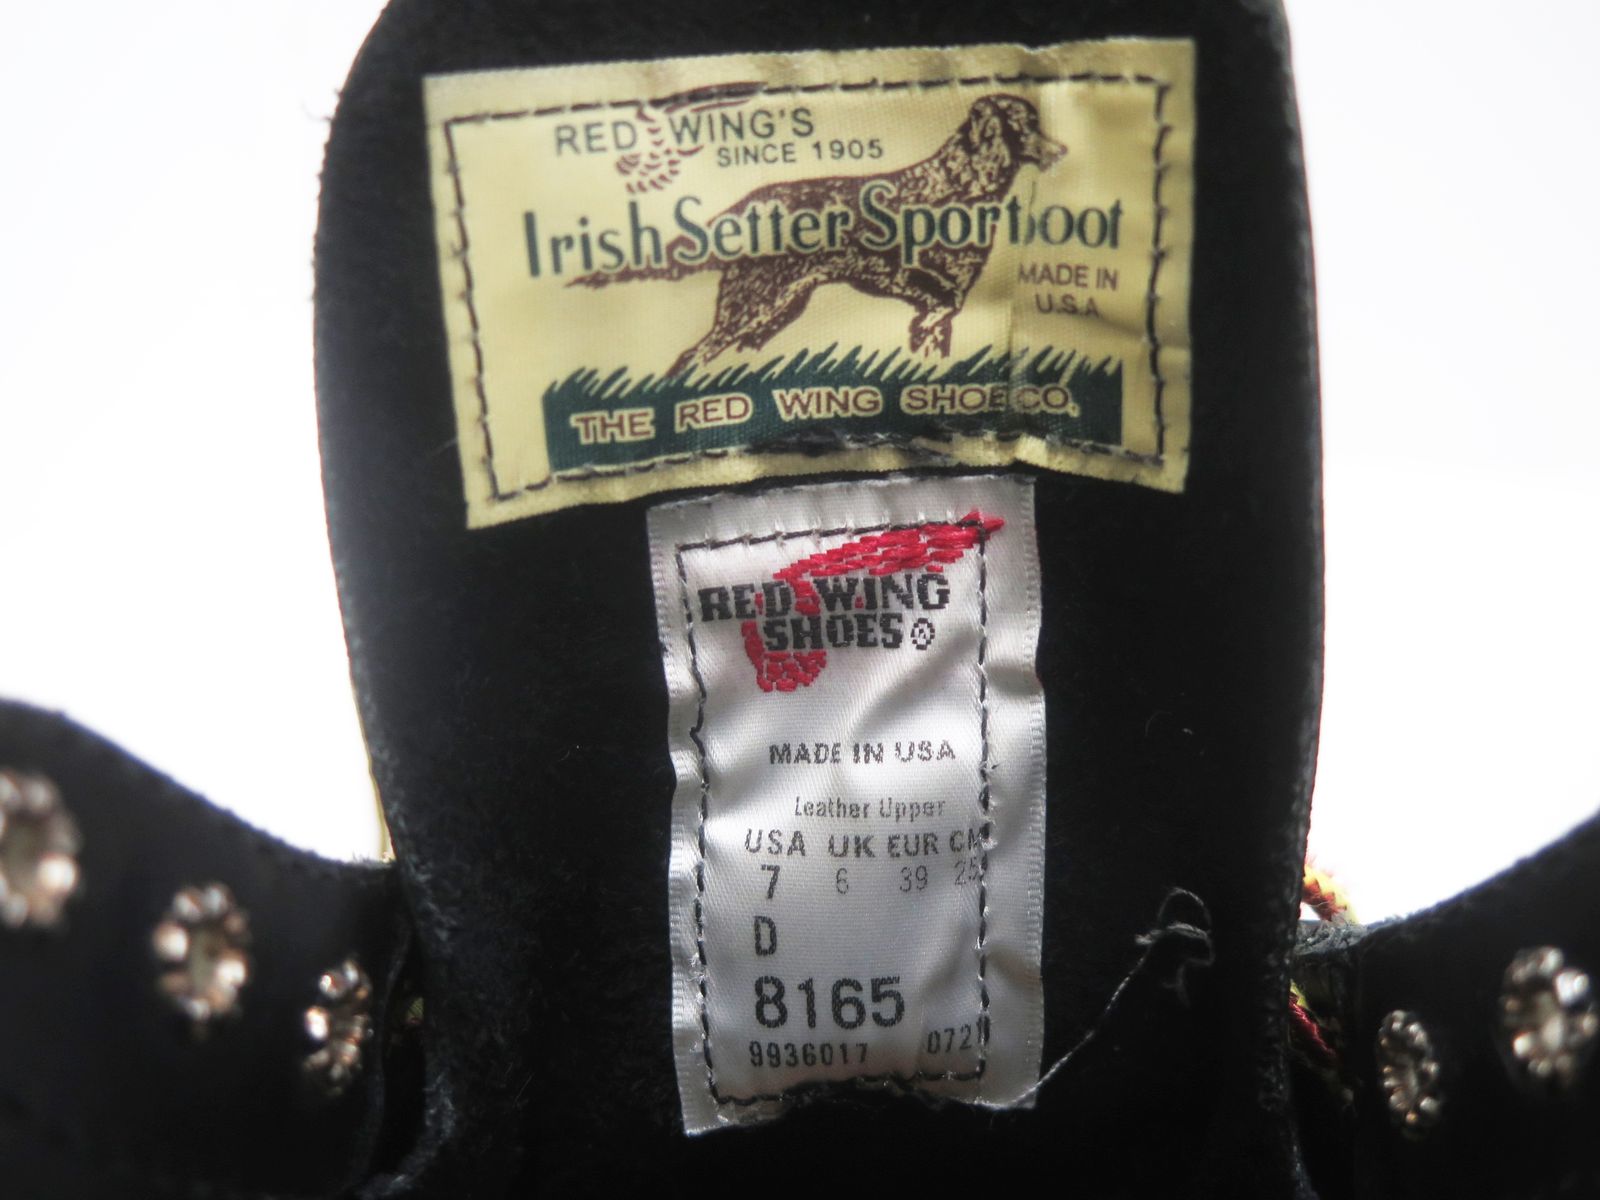 RED WING'S
SINCE 1905
Irish Setter Sportboot
MADE IN
U.S.A
THE RED WING SHOE CO.
RED WING
SHOES®
MADE IN USA
Leather Upper
USA UK EUR CM
7 6 39 25
D
8165
9936017 072